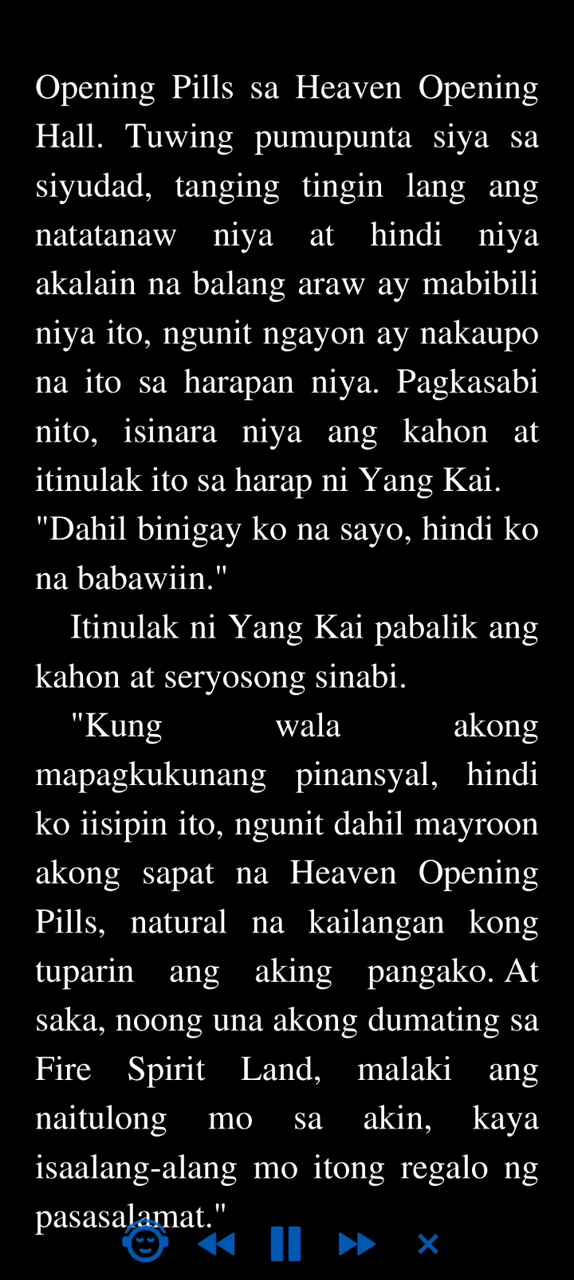 Opening Pills sa Heaven Opening
Hall. Tuwing pumupunta siya sa
siyudad, tanging tingin lang ang
natatanaw niya at hindi niya
akalain na balang araw ay mabibili
niya ito, ngunit ngayon ay nakaupo
na ito sa harapan niya. Pagkasabi
nito, isinara niya ang kahon at
itinulak ito sa harap ni Yang Kai.
"Dahil binigay ko na sayo, hindi ko
na babawiin."
Itinulak ni Yang Kai pabalik ang
kahon at seryosong sinabi.
"Kung wala akong
mapagkukunang pinansyal, hindi
ko iisipin ito, ngunit dahil mayroon
akong sapat na Heaven Opening
Pills, natural na kailangan kong
tuparin ang aking pangako. At
saka, noong una akong dumating sa
Fire Spirit Land, malaki ang
naitulong mo sa akin, kaya
isaalang-alang mo itong regalo ng
pasasalamat."